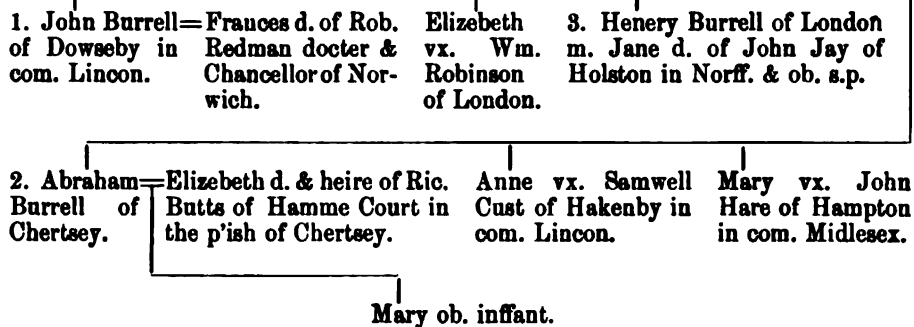 1. John Burrell=
of Dowseby in
com. Lincon.
Frances d. of Rob.
Redman docter &
Chancellor of Nor-
wich.
Elizebeth
vx. Wm.
Robinson
of London.
3. Henery Burrell of London
m. Jane d. of John Jay of
Holston in Norff. & ob. s.p.
2. Abraham=
Burrell of
Chertsey.
Elizebeth d. & heire of Ric.
Butts of Hamme Court in
the p'ish of Chertsey.
Anne vx. Samwell
Cust of Hakenby in
com. Lincon.
Mary vx. John
Hare of Hampton
in com. Midlesex.
Mary ob. inffant.